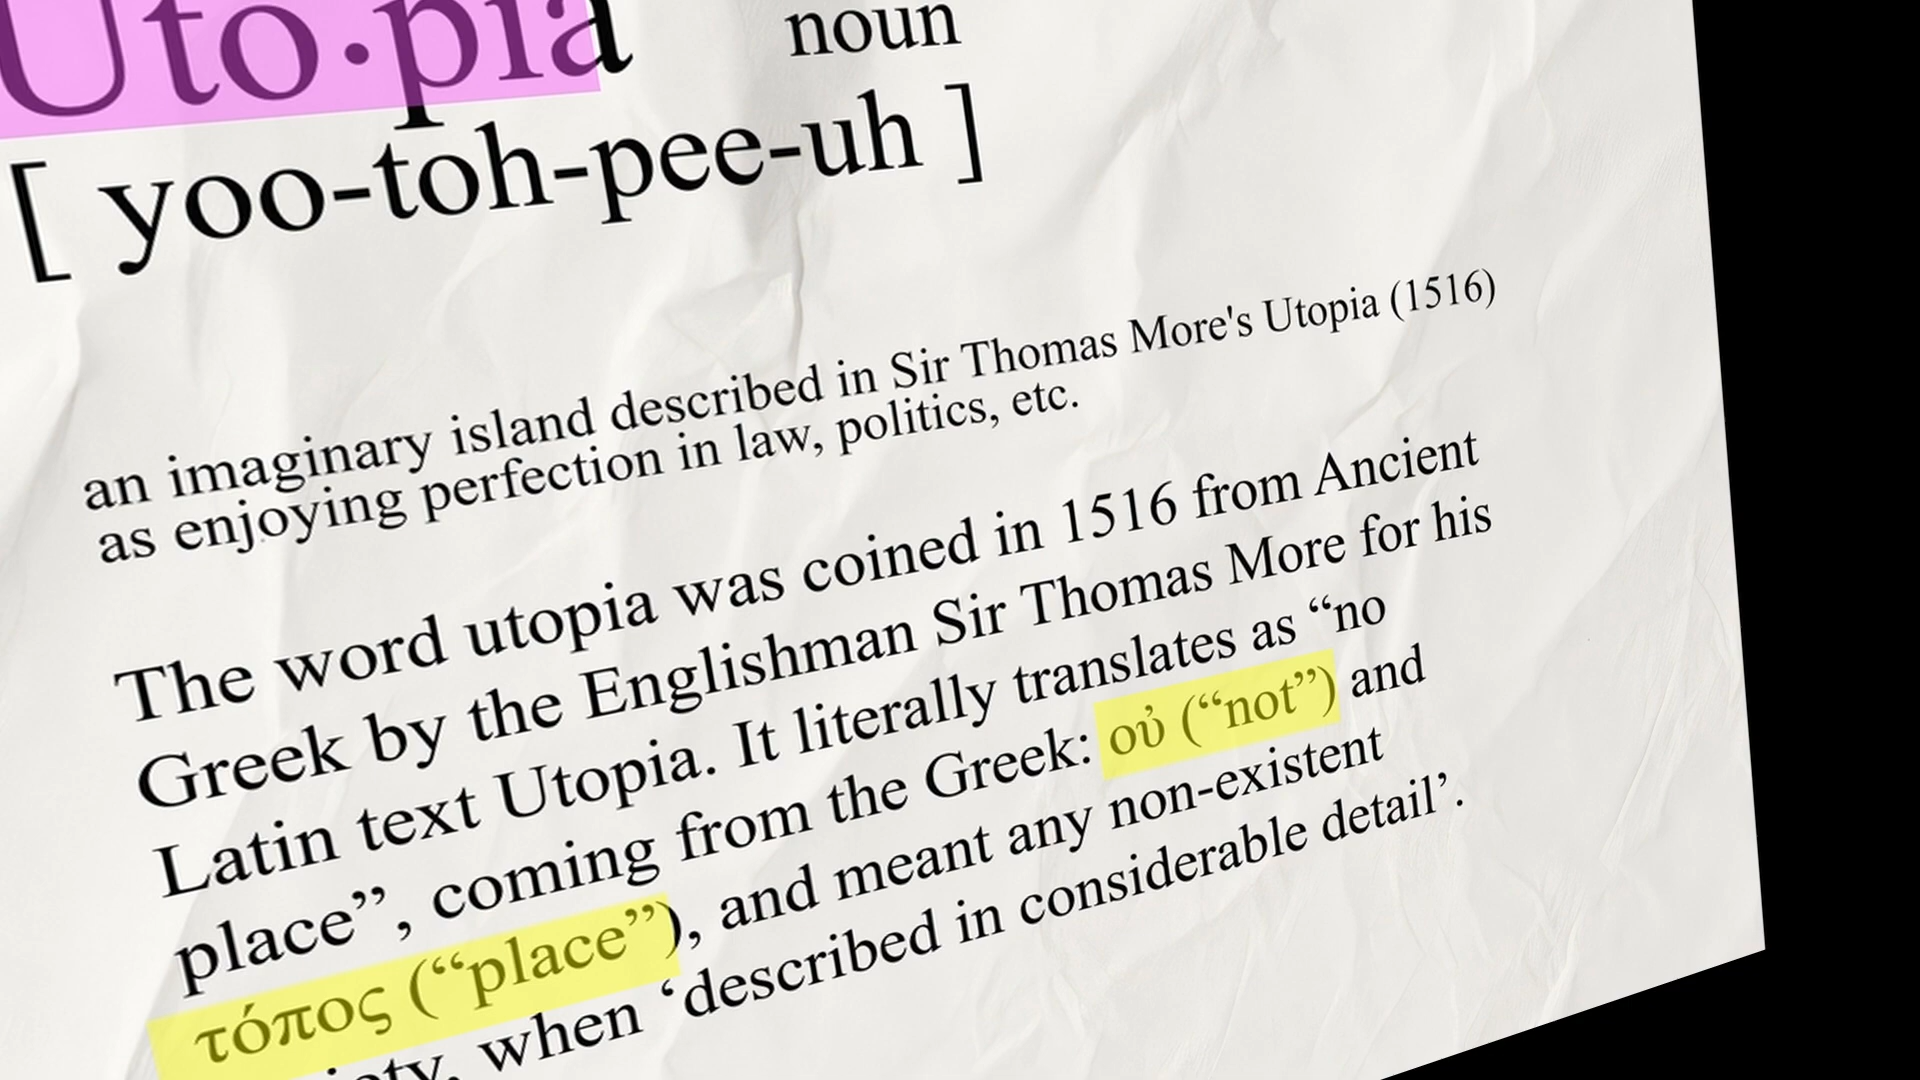 Uto·pia noun
[ yoo-toh-pee-uh ]
an imaginary island described in Sir Thomas More's Utopia (1516)
as enjoying perfection in law, politics, etc.
The word utopia was coined in 1516 from Ancient
Greek by the Englishman Sir Thomas More for his
Latin text Utopia. It literally translates as “no
place”, coming from the Greek: οὐ (“not”) and
τόπος (“place”), and meant any non-existent
when ‘described in considerable detail’.